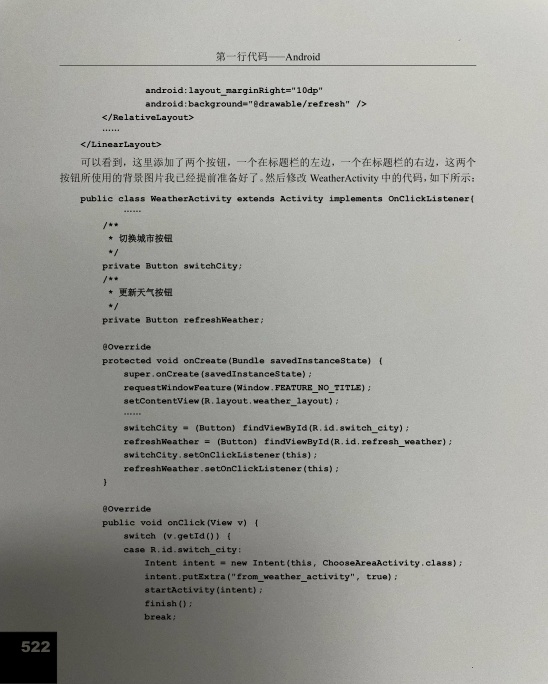 第一行代码——Android
android:layout_marginRight="10dp"
android:background="@drawable/refresh" />
</RelativeLayout>
……
</LinearLayout>
可以看到，这里添加了两个按钮，一个在标题栏的左边，一个在标题栏的右边，这两个
按钮所使用的背景图片我已经提前准备好了。然后修改 WeatherActivity 中的代码，如下所示：
public class WeatherActivity extends Activity implements OnClickListener{
……
/**
* 切换城市按钮
*/
private Button switchCity;
/**
* 更新天气按钮
*/
private Button refreshWeather;
@Override
protected void onCreate(Bundle savedInstanceState) {
super.onCreate(savedInstanceState);
requestWindowFeature(Window.FEATURE_NO_TITLE);
setContentView(R.layout.weather_layout);
……
switchCity = (Button) findViewById(R.id.switch_city);
refreshWeather = (Button) findViewById(R.id.refresh_weather);
switchCity.setOnClickListener(this);
refreshWeather.setOnClickListener(this);
}
@Override
public void onClick(View v) {
switch (v.getId()) {
case R.id.switch_city:
Intent intent = new Intent(this, ChooseAreaActivity.class);
intent.putExtra("from_weather_activity", true);
startActivity(intent);
finish();
break;
522